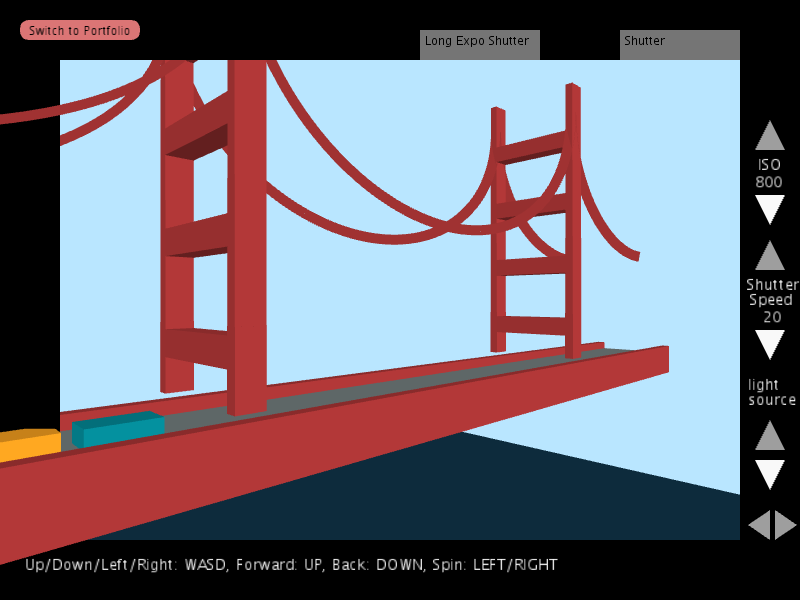 Switch to Portfolio
Long Expo Shutter
Shutter
ISO
800
Shutter
Speed
20
light
source
Up/Down/Left/Right: WASD, Forward: UP, Back: DOWN, Spin: LEFT/RIGHT